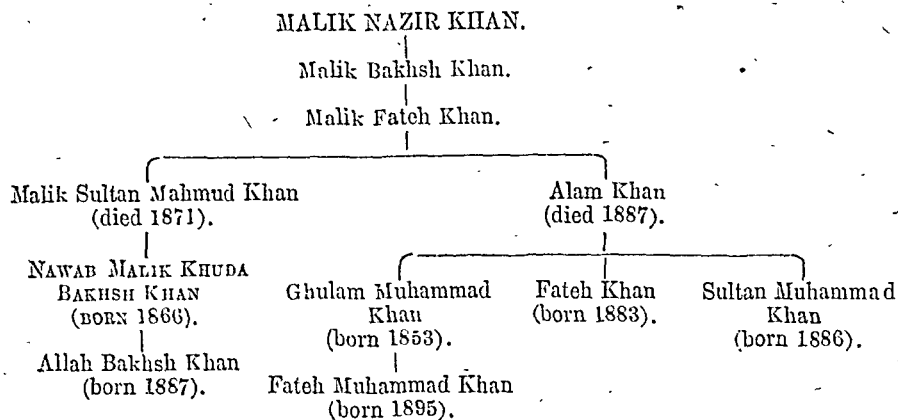 MALIK NAZIR KHAN.
Malik Bakhsh Khan.
Malik Fateh Khan.
Malik Sultan Mahmud Khan
(died 1871).
Alam Khan
(died 1887).
NAWAB MALIK KHUDA
BAKHSH KHAN
(BORN 1866).
Ghulam Muhammad
Khan
(born 1853).
Fateh Khan
(born 1883).
Sultan Muhammad
Khan
(born 1886).
Allah Bakhsh Khan
(born 1887).
Fateh Muhammad Khan
(born 1895).